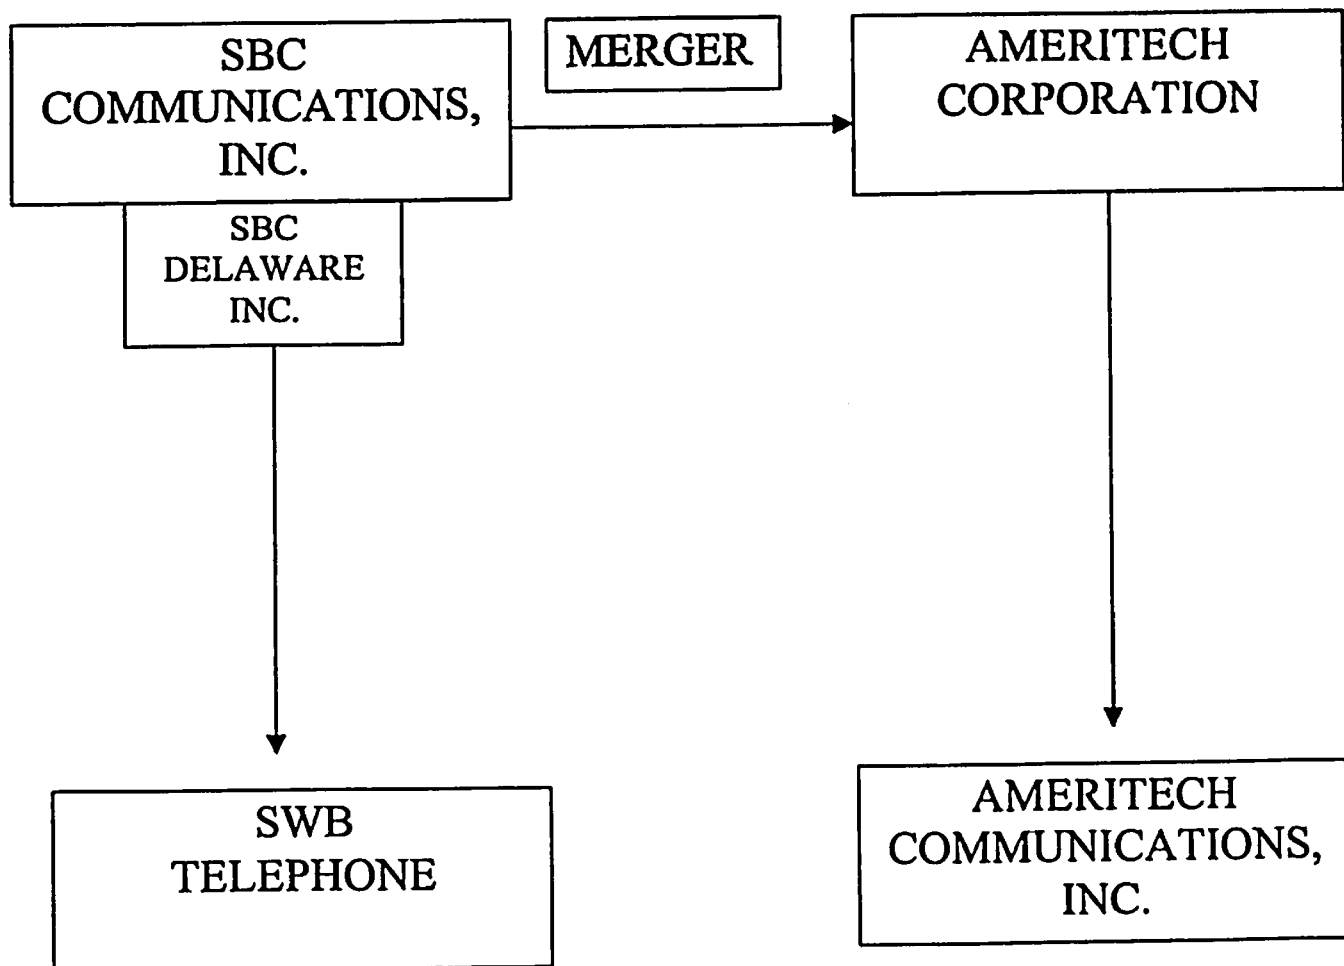 SBC
COMMUNICATIONS,
INC.
MERGER
AMERITECH
CORPORATION
SBC
DELAWARE
INC.
SWB
TELEPHONE
AMERITECH
COMMUNICATIONS,
INC.